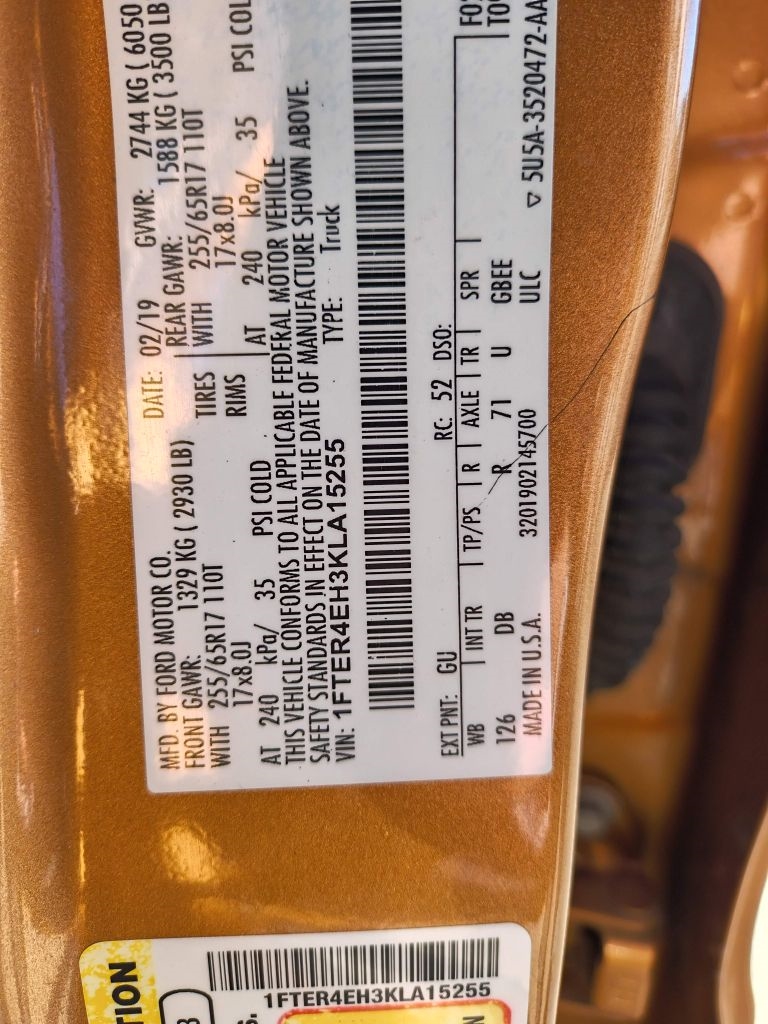 MFD. BY FORD MOTOR CO. DATE: 02/19 GVWR: 2744 KG ( 6050
FRONT GAWR: 1329 KG ( 2930 LB) REAR GAWR: 1588 KG ( 3500 LB
WITH 255/65R17 110T TIRES WITH 255/65R17 110T
17x8.0J RIMS 17x8.0J
AT 240 kPa/ 35 PSI COLD AT 240 kPa/ 35 PSI COL
THIS VEHICLE CONFORMS TO ALL APPLICABLE FEDERAL MOTOR VEHICLE
SAFETY STANDARDS IN EFFECT ON THE DATE OF MANUFACTURE SHOWN ABOVE.
VIN: 1FTER4EH3KLA15255 TYPE: Truck
EXT PNT: GU RC: 52 DSO:
WB INT TR TP/PS R AXLE TR SPR
126 DB R 71 U GBEE
MADE IN U.S.A. 3201902145700 ULC ▽ 5U5A-3520472-AA
TION
1FTER4EH3KLA15255